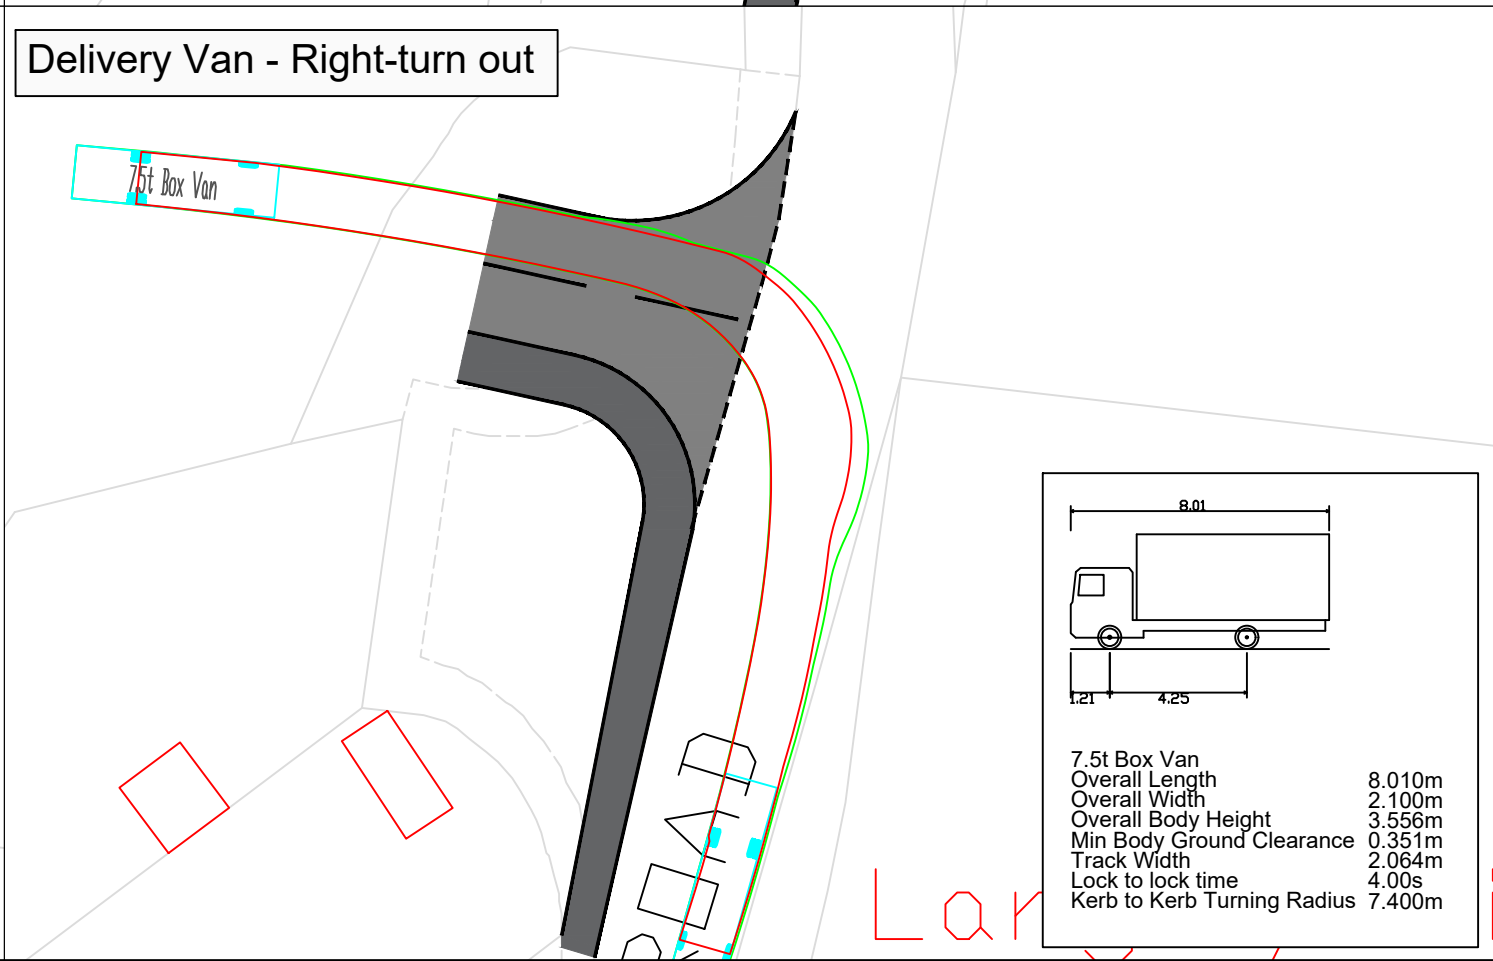 Delivery Van - Right-turn out
7.5t Box Van
8.01
1.21
4.25
7.5t Box Van
Overall Length 8.010m
Overall Width 2.100m
Overall Body Height 3.556m
Min Body Ground Clearance 0.351m
Track Width 2.064m
Lock to lock time 4.00s
Kerb to Kerb Turning Radius 7.400m
ROAD